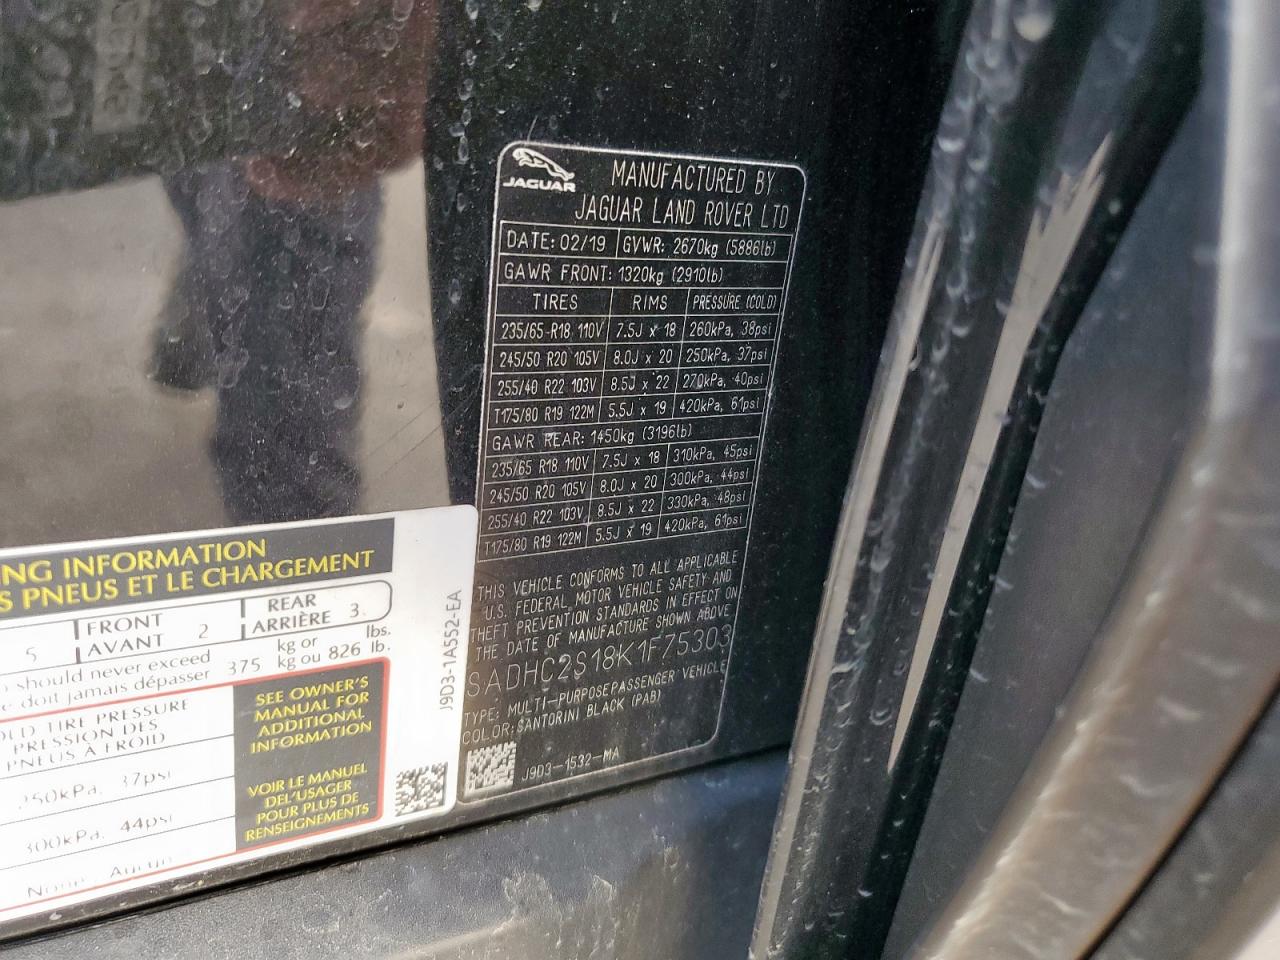 JAGUAR
MANUFACTURED BY
JAGUAR LAND ROVER LTD
DATE: 02/19 GVWR: 2670kg (5886lb)
GAWR FRONT: 1320kg (2910lb)
TIRES RIMS PRESSURE (COLD)
235/65 R18 110V 7.5J x 18 260kPa, 38psi
245/50 R20 105V 8.0J x 20 250kPa, 37psi
255/40 R22 103V 8.5J x 22 270kPa, 40psi
T175/80 R19 122M 5.5J x 19 420kPa, 61psi
GAWR REAR: 1450kg (3196lb)
235/65 R18 110V 7.5J x 18 310kPa, 45psi
245/50 R20 105V 8.0J x 20 300kPa, 44psi
255/40 R22 103V 8.5J x 22 330kPa, 48psi
T175/80 R19 122M 5.5J x 19 420kPa, 61psi
THIS VEHICLE CONFORMS TO ALL APPLICABLE
U.S. FEDERAL MOTOR VEHICLE SAFETY AND
THEFT PREVENTION STANDARDS IN EFFECT ON
THE DATE OF MANUFACTURE SHOWN ABOVE
SADHC2S18K1F75303
TYPE: MULTI-PURPOSE PASSENGER VEHICLE
COLOR: SANTORINI BLACK (PAB)
J9D3-1532-MA
NG INFORMATION
S PNEUS ET LE CHARGEMENT
5 FRONT AVANT 2 REAR ARRIÈRE 3
should never exceed
e doit jamais dépasser 375 kg or kg ou 826 lbs. lb.
OLD TIRE PRESSURE
PRESSION DES
PNEUS À FROID
250kPa, 37psi
300kPa, 44psi
None, Aucun
SEE OWNER'S
MANUAL FOR
ADDITIONAL
INFORMATION
VOIR LE MANUEL
DEL'USAGER
POUR PLUS DE
RENSEIGNEMENTS
J9D3-1A552-EA